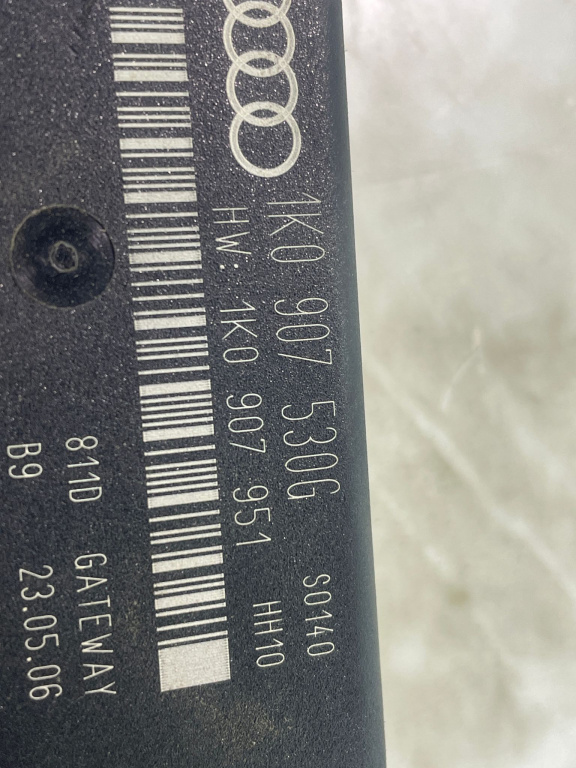 1K0 907 530G S0140
HW: 1K0 907 951 HH10
811D GATEWAY
B9 23.05.06